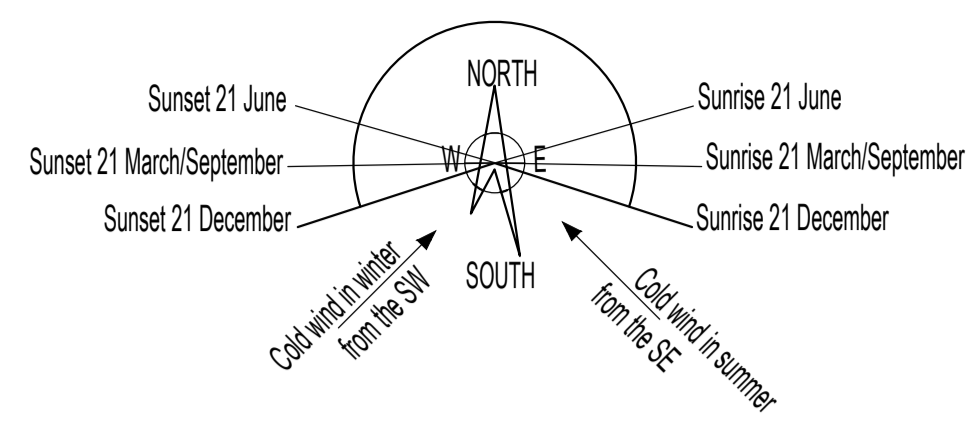 NORTH
Sunset 21 June
Sunrise 21 June
W
E
Sunset 21 March/September
Sunrise 21 March/September
Sunset 21 December
Sunrise 21 December
SOUTH
Cold wind in winter
from the SW
Cold wind in summer
from the SE